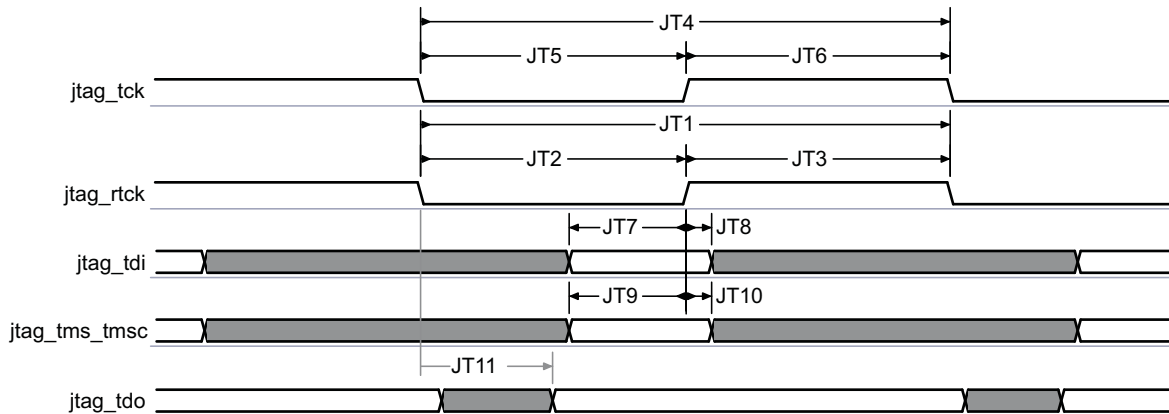 JT4
JT5 JT6
jtag_tck
JT1
JT2 JT3
jtag_rtck
JT7 JT8
jtag_tdi
JT9 JT10
jtag_tms_tmsc
JT11
jtag_tdo